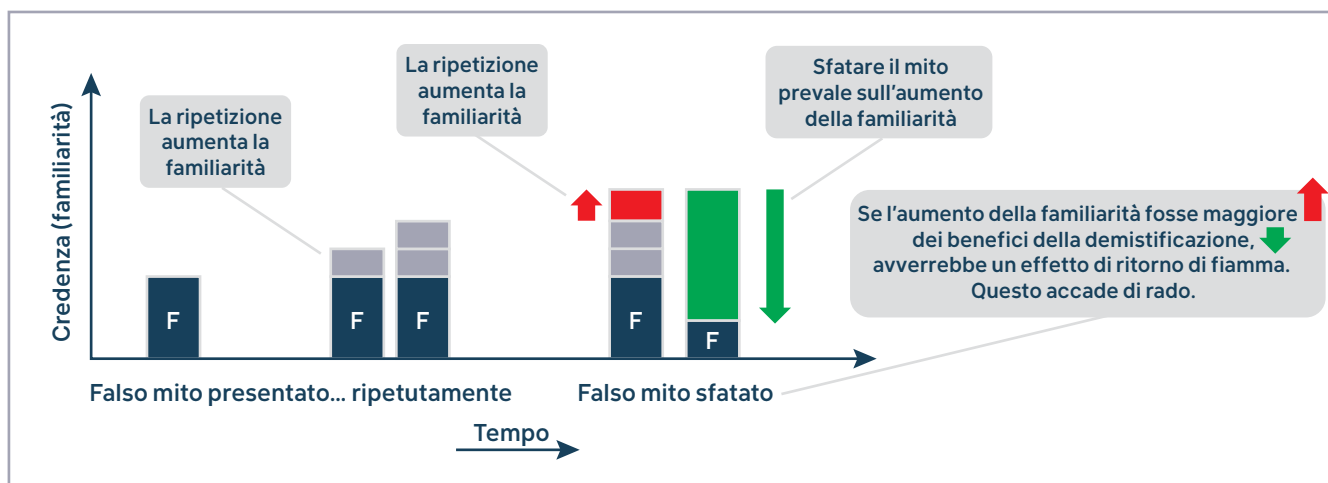 La ripetizione
aumenta la
familiarità
La ripetizione
aumenta la
familiarità
Sfatare il mito
prevale sull'aumento
della familiarità
Se l'aumento della familiarità fosse maggiore
dei benefici della demistificazione,
avverrebbe un effetto di ritorno di fiamma.
Questo accade di rado.
Credenza (familiarità)
F
F
F
F
F
Falso mito presentato... ripetutamente
Falso mito sfatato
Tempo